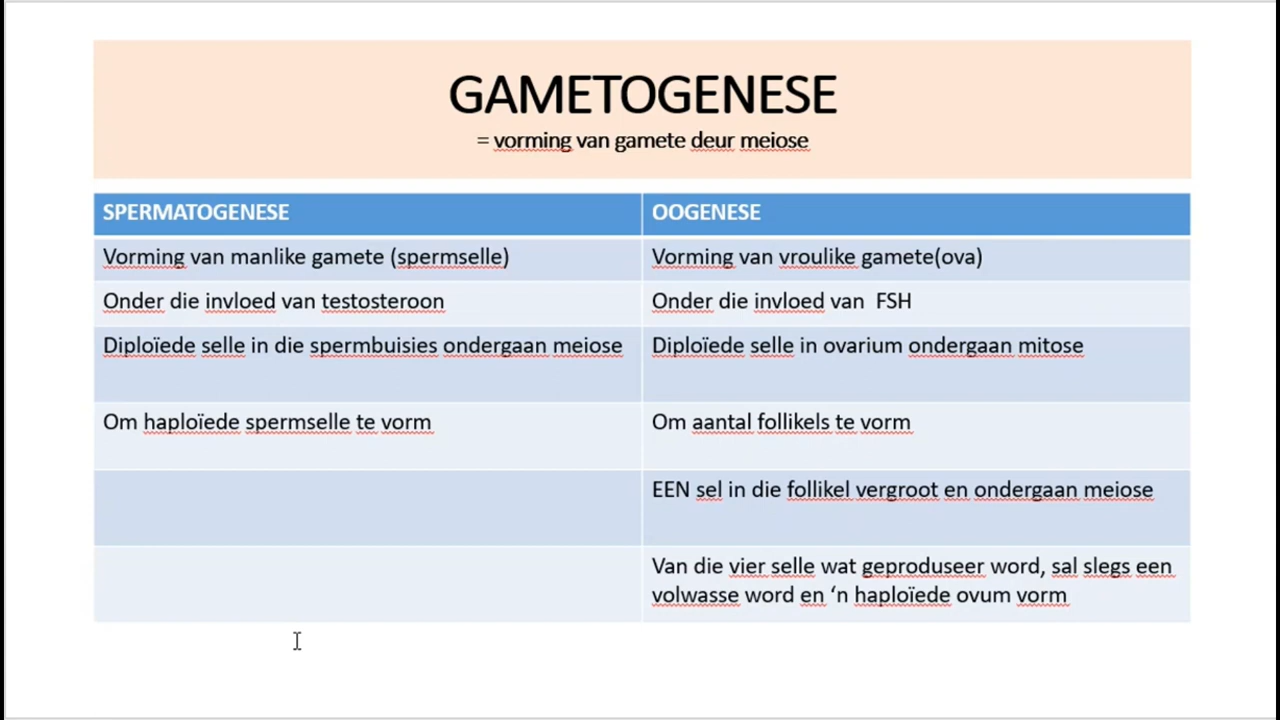 GAMETOGENESE
= vorming van gamete deur meiose
SPERMATOGENESE
OOGENESE
Vorming van manlike gamete (spermselle)
Vorming van vroulike gamete(ova)
Onder die invloed van testosteroon
Onder die invloed van  FSH
Diploïede selle in die spermbuisies ondergaan meiose
Diploïede selle in ovarium ondergaan mitose
Om haploïede spermselle te vorm
Om aantal follikels te vorm
EEN sel in die follikel vergroot en ondergaan meiose
Van die vier selle wat geproduseer word, sal slegs een
volwasse word en ‘n haploïede ovum vorm